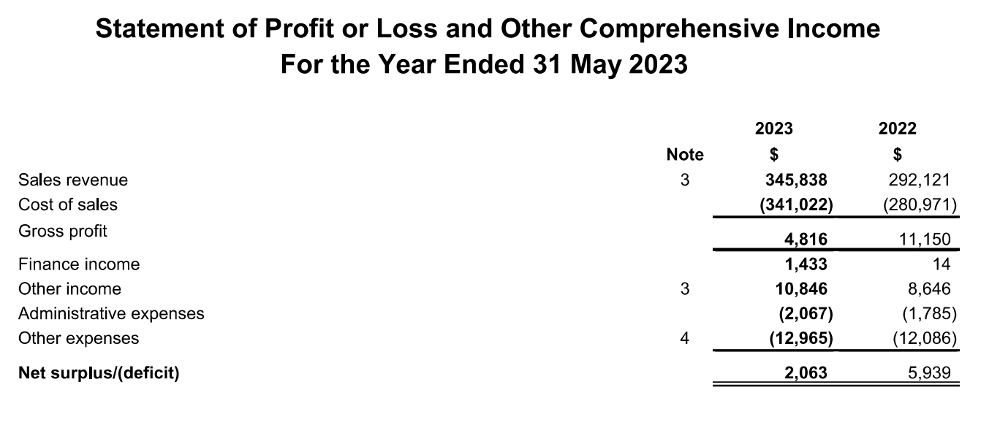 Statement of Profit or Loss and Other Comprehensive Income
For the Year Ended 31 May 2023
2023 2022
Note $ $
Sales revenue 3 345,838 292,121
Cost of sales (341,022) (280,971)
Gross profit 4,816 11,150
Finance income 1,433 14
Other income 3 10,846 8,646
Administrative expenses (2,067) (1,785)
Other expenses 4 (12,965) (12,086)
Net surplus/(deficit) 2,063 5,939